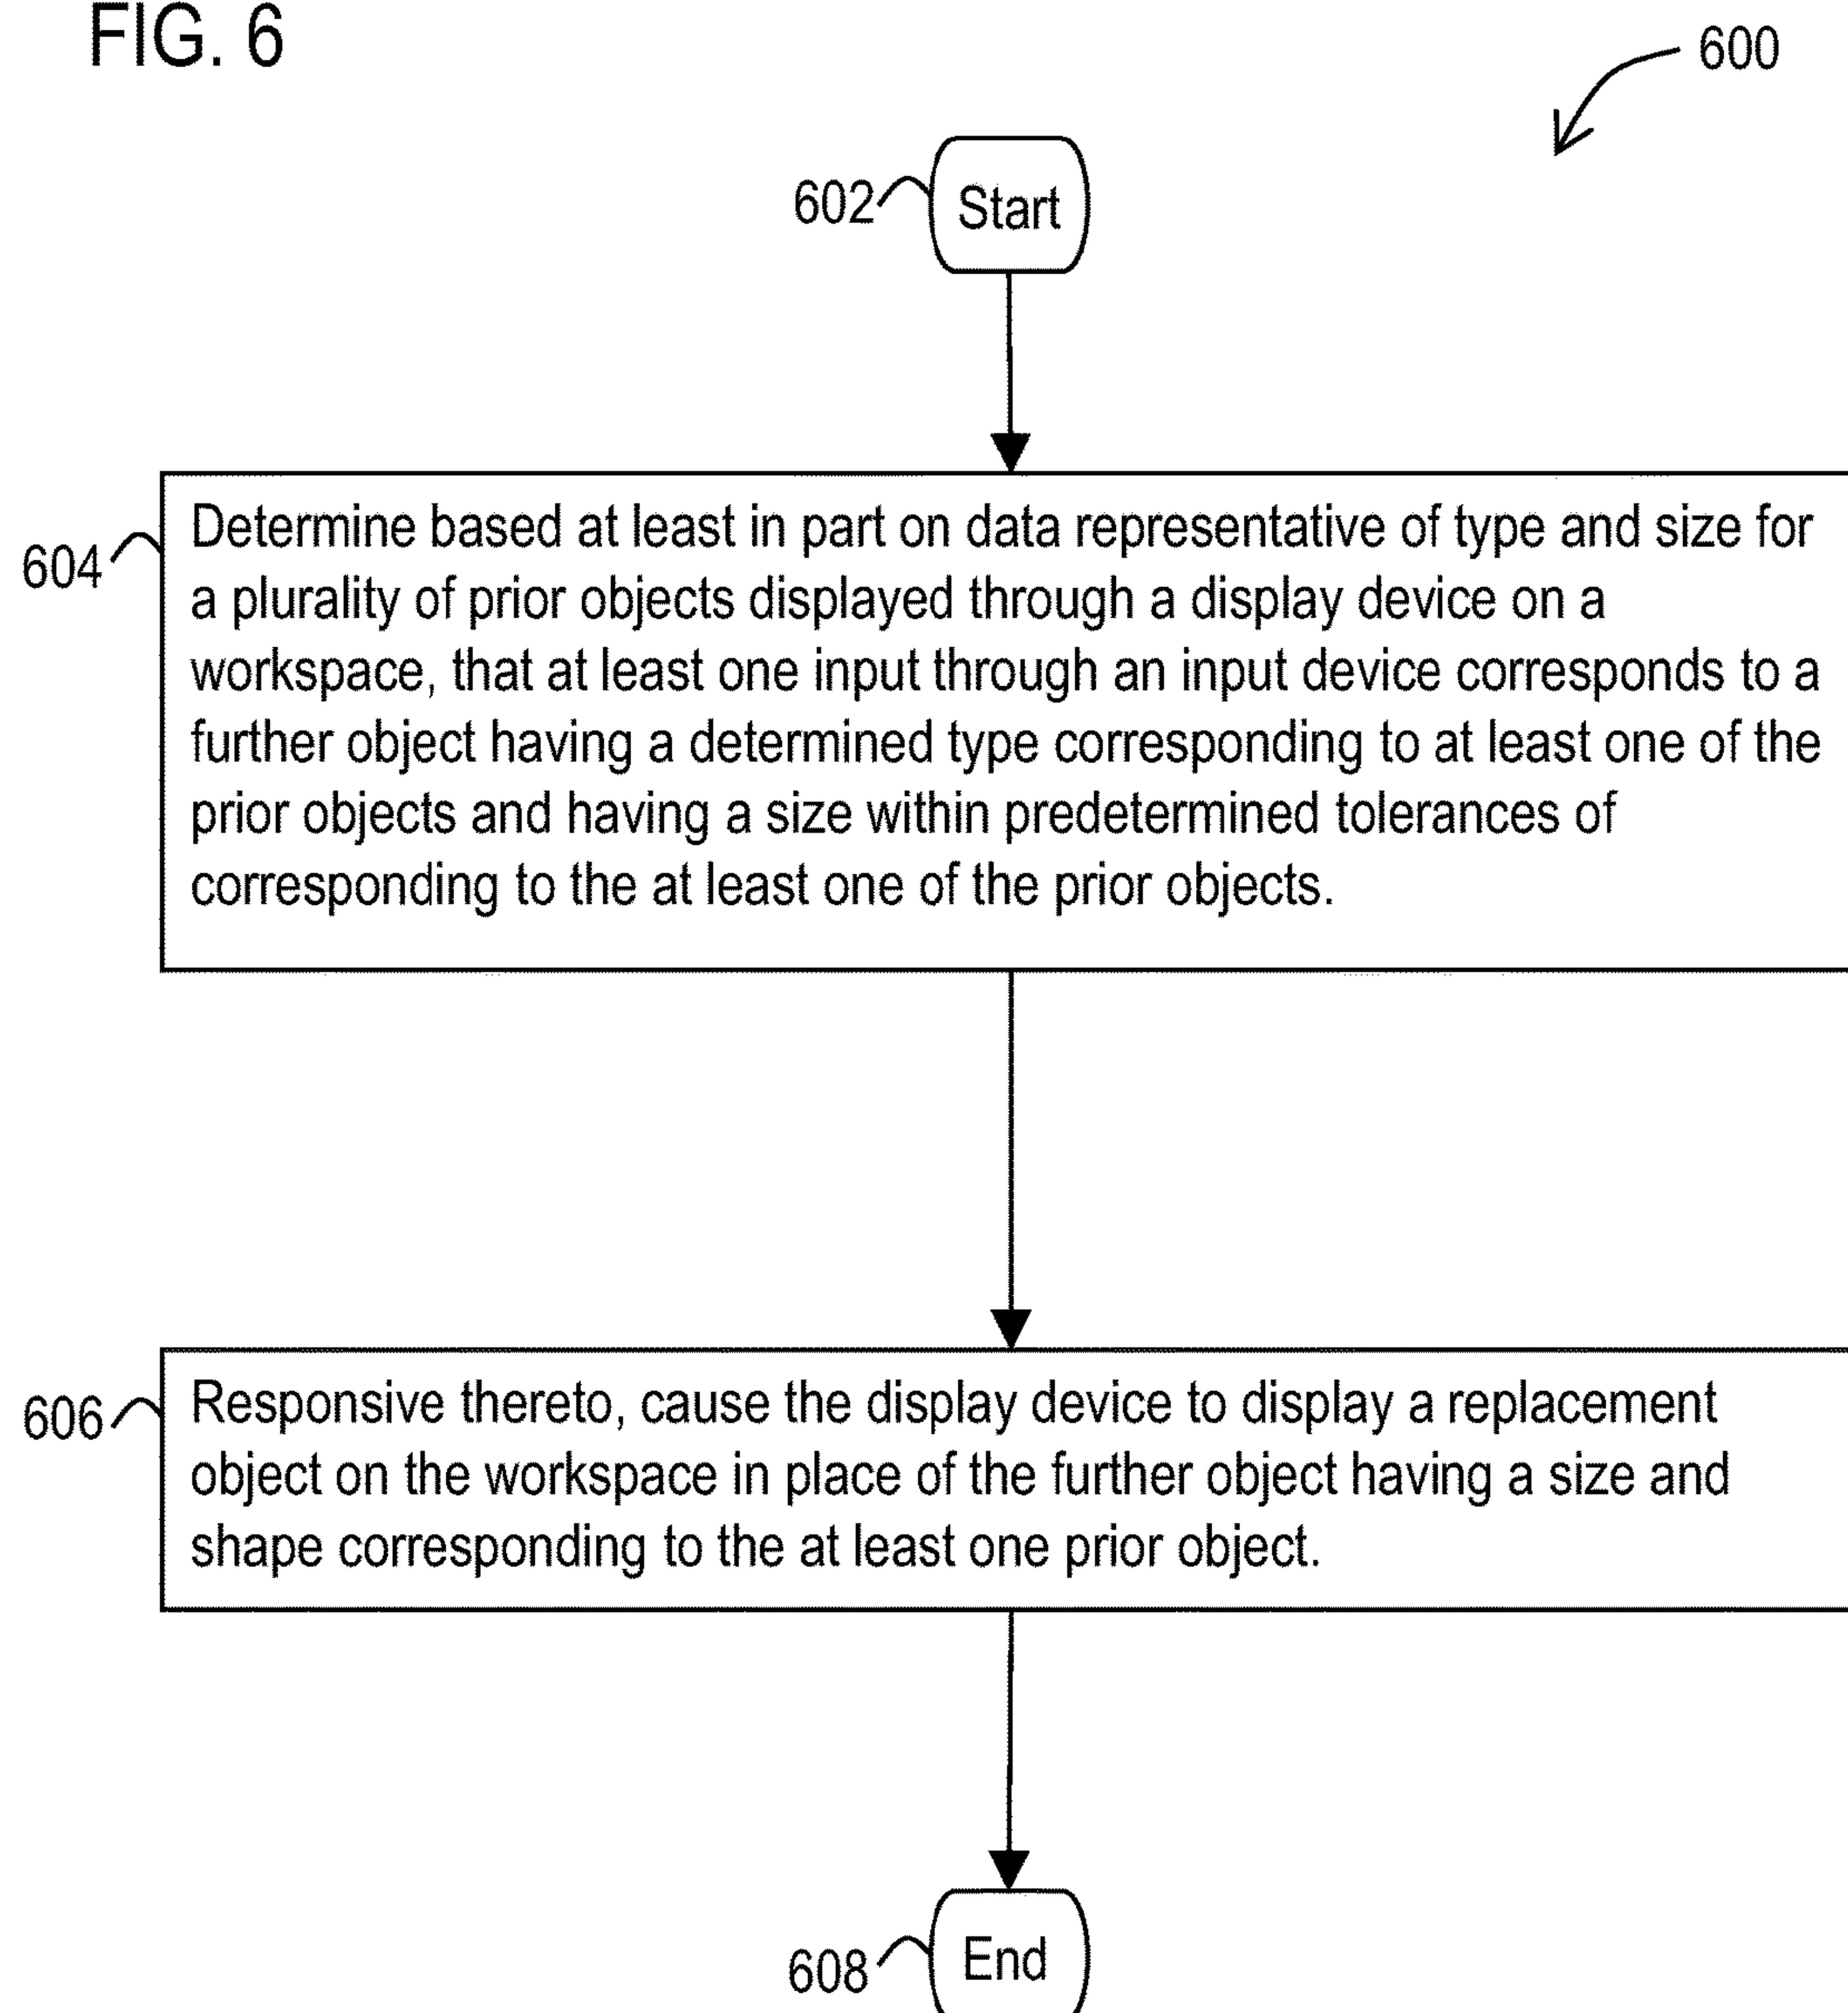 FIG. 6
600
602
Start
604
Determine based at least in part on data representative of type and size for
a plurality of prior objects displayed through a display device on a
workspace, that at least one input through an input device corresponds to a
further object having a determined type corresponding to at least one of the
prior objects and having a size within predetermined tolerances of
corresponding to the at least one of the prior objects.
606
Responsive thereto, cause the display device to display a replacement
object on the workspace in place of the further object having a size and
shape corresponding to the at least one prior object.
608
End